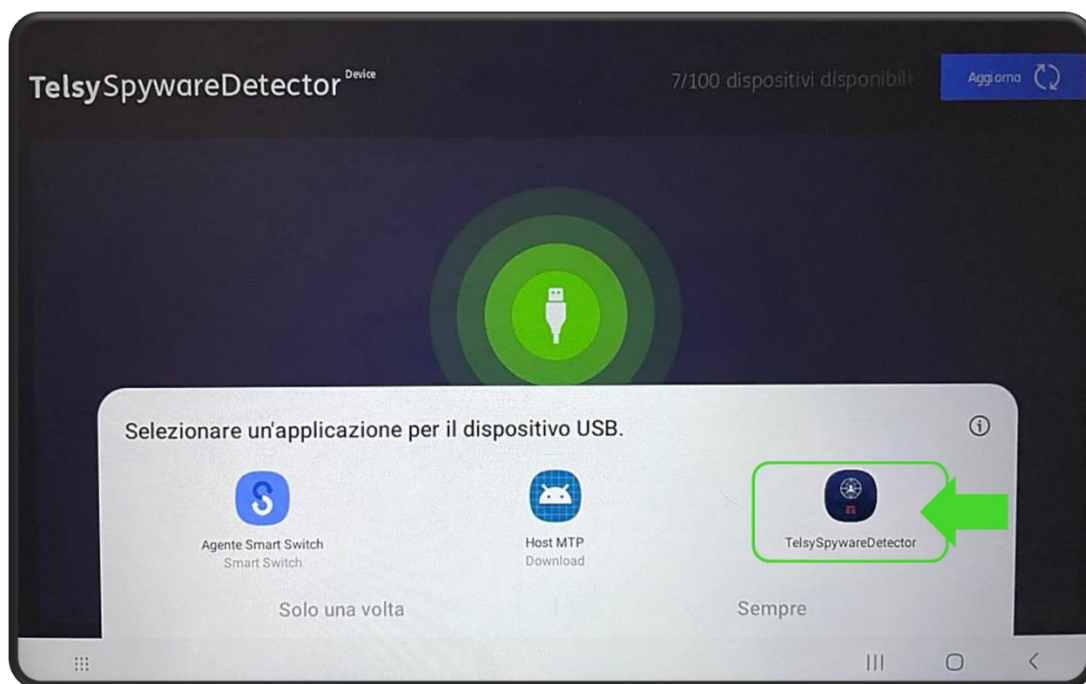 TelsySpywareDetector Device
7/100 dispositivi disponibili
Aggiorna
Selezionare un'applicazione per il dispositivo USB.
Agente Smart Switch
Smart Switch
Host MTP
Download
TelsySpywareDetector
Solo una volta
Sempre